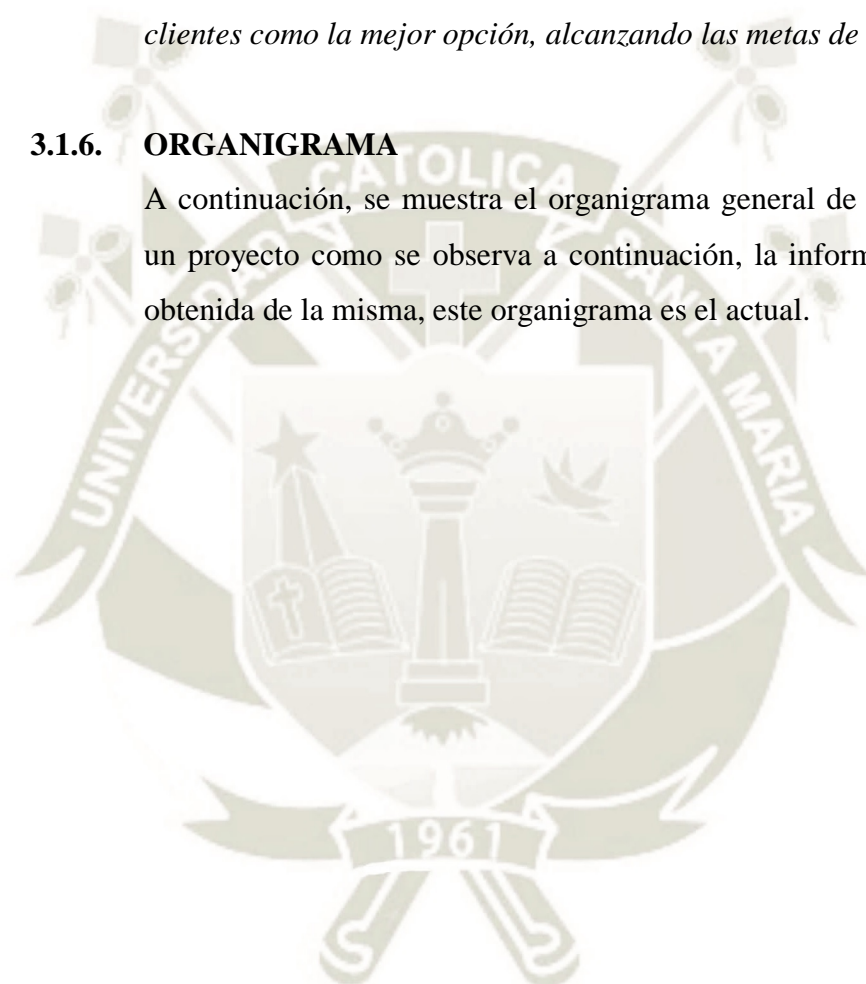 clientes como la mejor opción, alcanzando las metas de
3.1.6. ORGANIGRAMA
A continuación, se muestra el organigrama general de
un proyecto como se observa a continuación, la inform
obtenida de la misma, este organigrama es el actual.
UNIVERSIDAD CATOLICA SANTA MARIA
1961